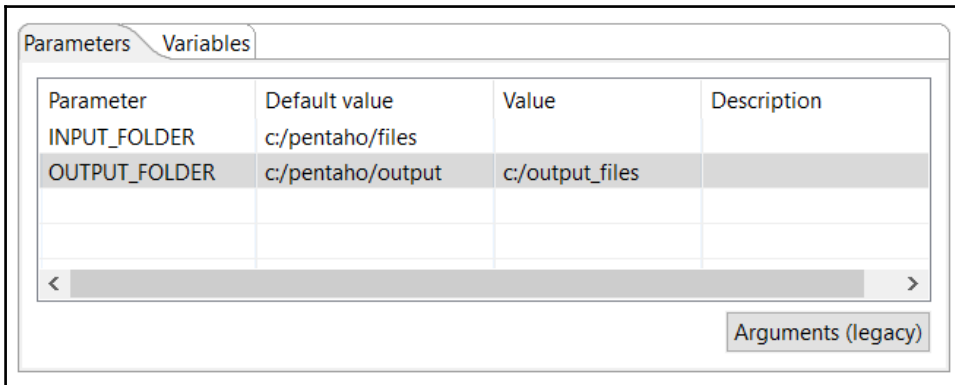 Parameters Variables
Parameter Default value Value Description
INPUT_FOLDER c:/pentaho/files
OUTPUT_FOLDER c:/pentaho/output c:/output_files
Arguments (legacy)